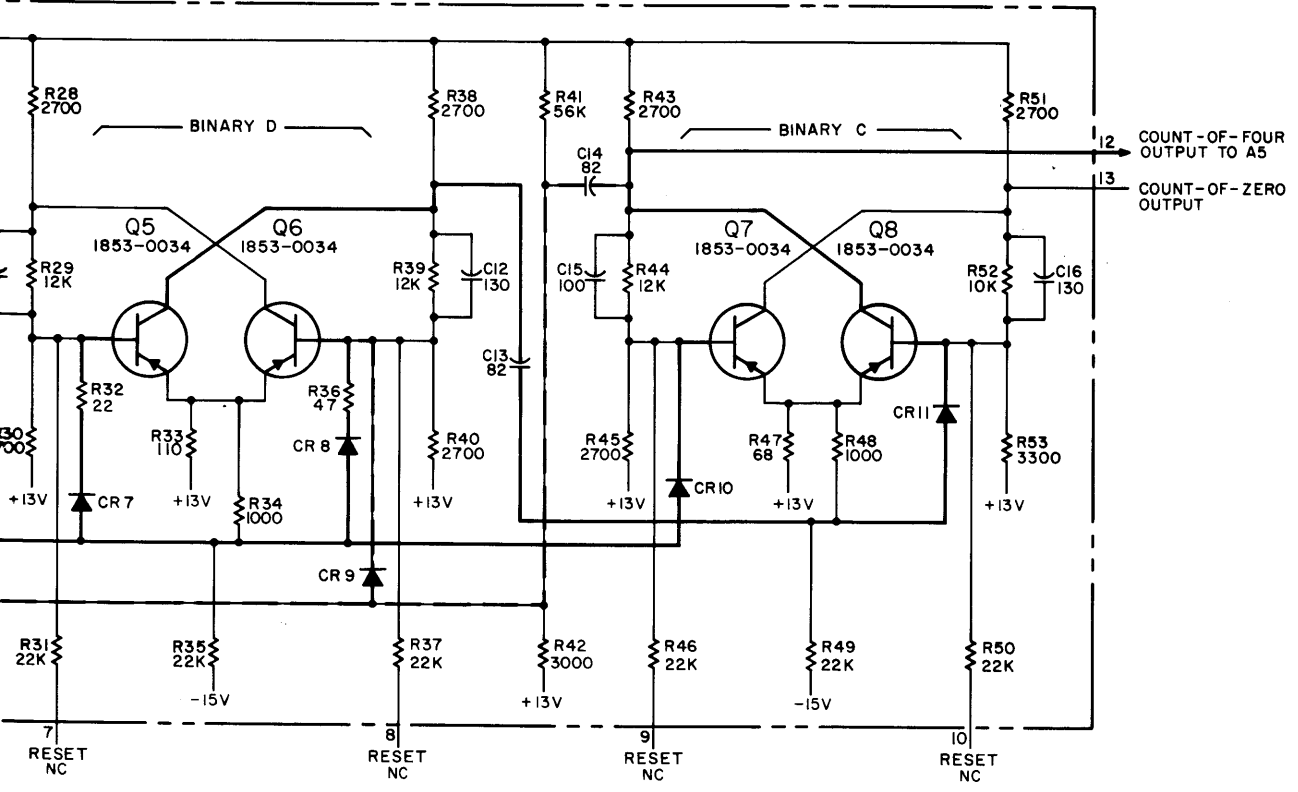 R28
2700
BINARY D
R38
2700
R41
56K
R43
2700
BINARY C
R51
2700
12
COUNT-OF-FOUR
OUTPUT TO A5
13
COUNT-OF-ZERO
OUTPUT
C14
82
Q5
1853-0034
Q6
1853-0034
Q7
1853-0034
Q8
1853-0034
R29
12K
R39
12K
C12
130
C15
100
R44
12K
R52
10K
C16
130
C13
82
R32
22
R36
47
R33
110
CR8
R40
2700
R45
2700
R47
68
R48
1000
CR11
R53
3300
+13V
CR7
+13V
R34
1000
+13V
+13V
CR10
+13V
+13V
CR9
R31
22K
R35
22K
R37
22K
R42
3000
R46
22K
R49
22K
R50
22K
-15V
+13V
-15V
7
RESET
NC
8
RESET
NC
9
RESET
NC
10
RESET
NC